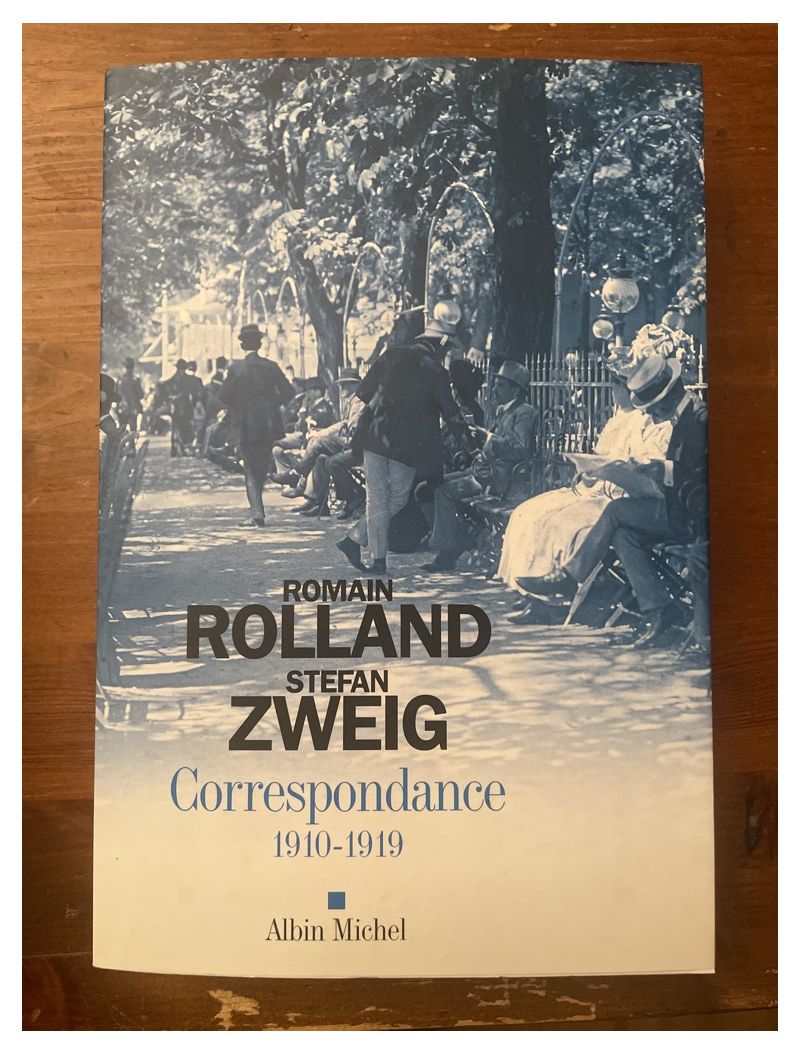 ROMAIN
ROLLAND
STEFAN
ZWEIG
Correspondance
1910-1919
Albin Michel